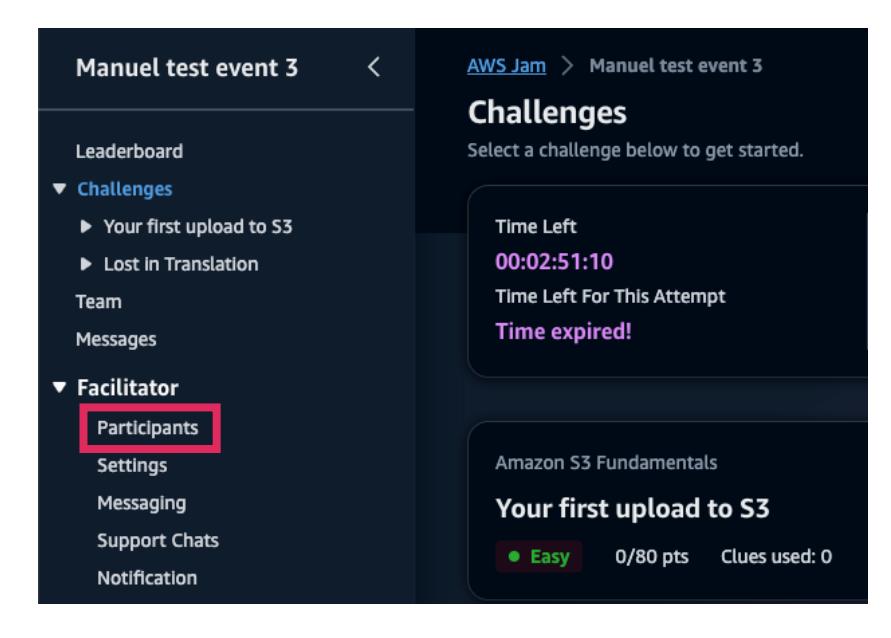 Manuel test event 3
Leaderboard
Challenges
Your first upload to S3
Lost in Translation
Team
Messages
Facilitator
Participants
Settings
Messaging
Support Chats
Notification
AWS Jam > Manuel test event 3
Challenges
Select a challenge below to get started.
Time Left
00:02:51:10
Time Left For This Attempt
Time expired!
Amazon S3 Fundamentals
Your first upload to S3
Easy 0/80 pts Clues used: 0